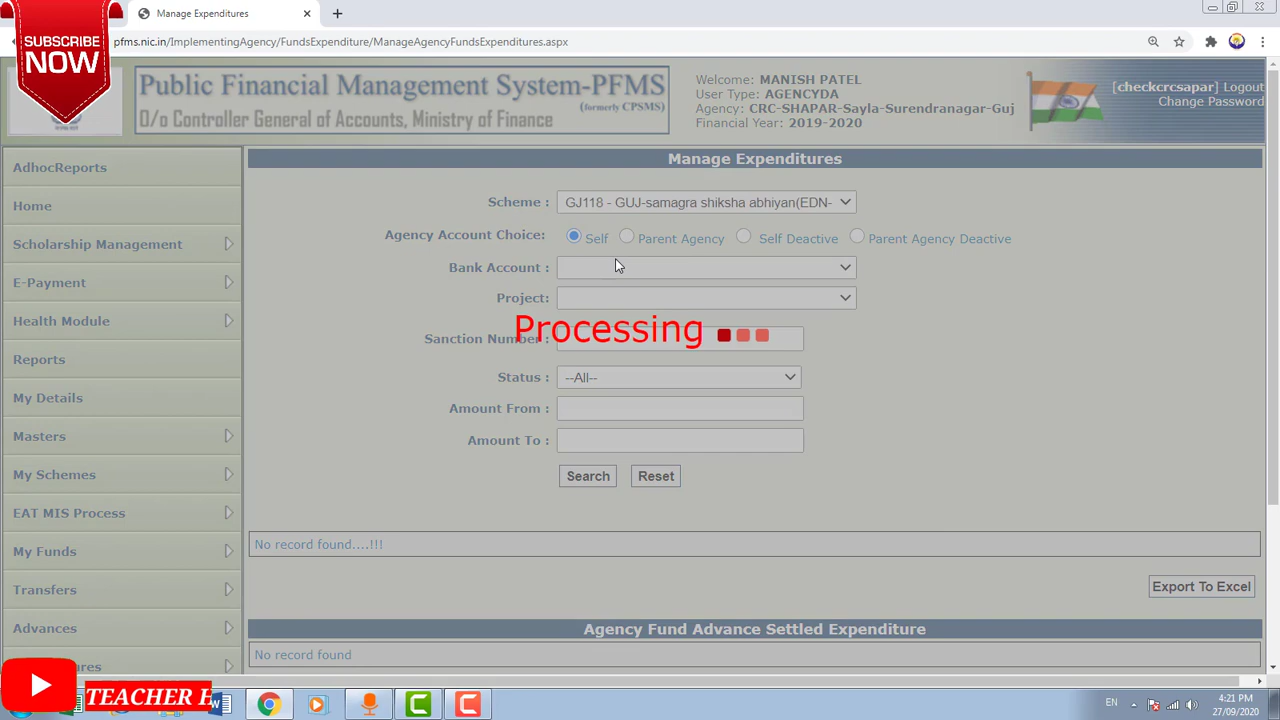 Manage Expenditures
SUBSCRIBE
NOW
pfms.nic.in/ImplementingAgency/FundsExpenditure/ManageAgencyFundsExpenditures.aspx
Public Financial Management System-PFMS
(formerly CPSMS)
D/o Controller General of Accounts, Ministry of Finance
Welcome: MANISH PATEL
User Type: AGENCYDA
Agency: CRC-SHAPAR-Sayla-Surendranagar-Guj
Financial Year: 2019-2020
[checkcrcsapar] Logout
Change Password
AdhocReports
Home
Scholarship Management
E-Payment
Health Module
Reports
My Details
Masters
My Schemes
EAT MIS Process
My Funds
Transfers
Advances
Manage Expenditures
Scheme : GJ118 - GUJ-samagra shiksha abhiyan(EDN-
Agency Account Choice: Self Parent Agency Self Deactive Parent Agency Deactive
Bank Account :
Project:
Processing
Sanction Number :
Status : --All--
Amount From :
Amount To :
Search Reset
No record found....!!!
Export To Excel
Agency Fund Advance Settled Expenditure
No record found
TEACHER H
EN
4:21 PM
27/09/2020